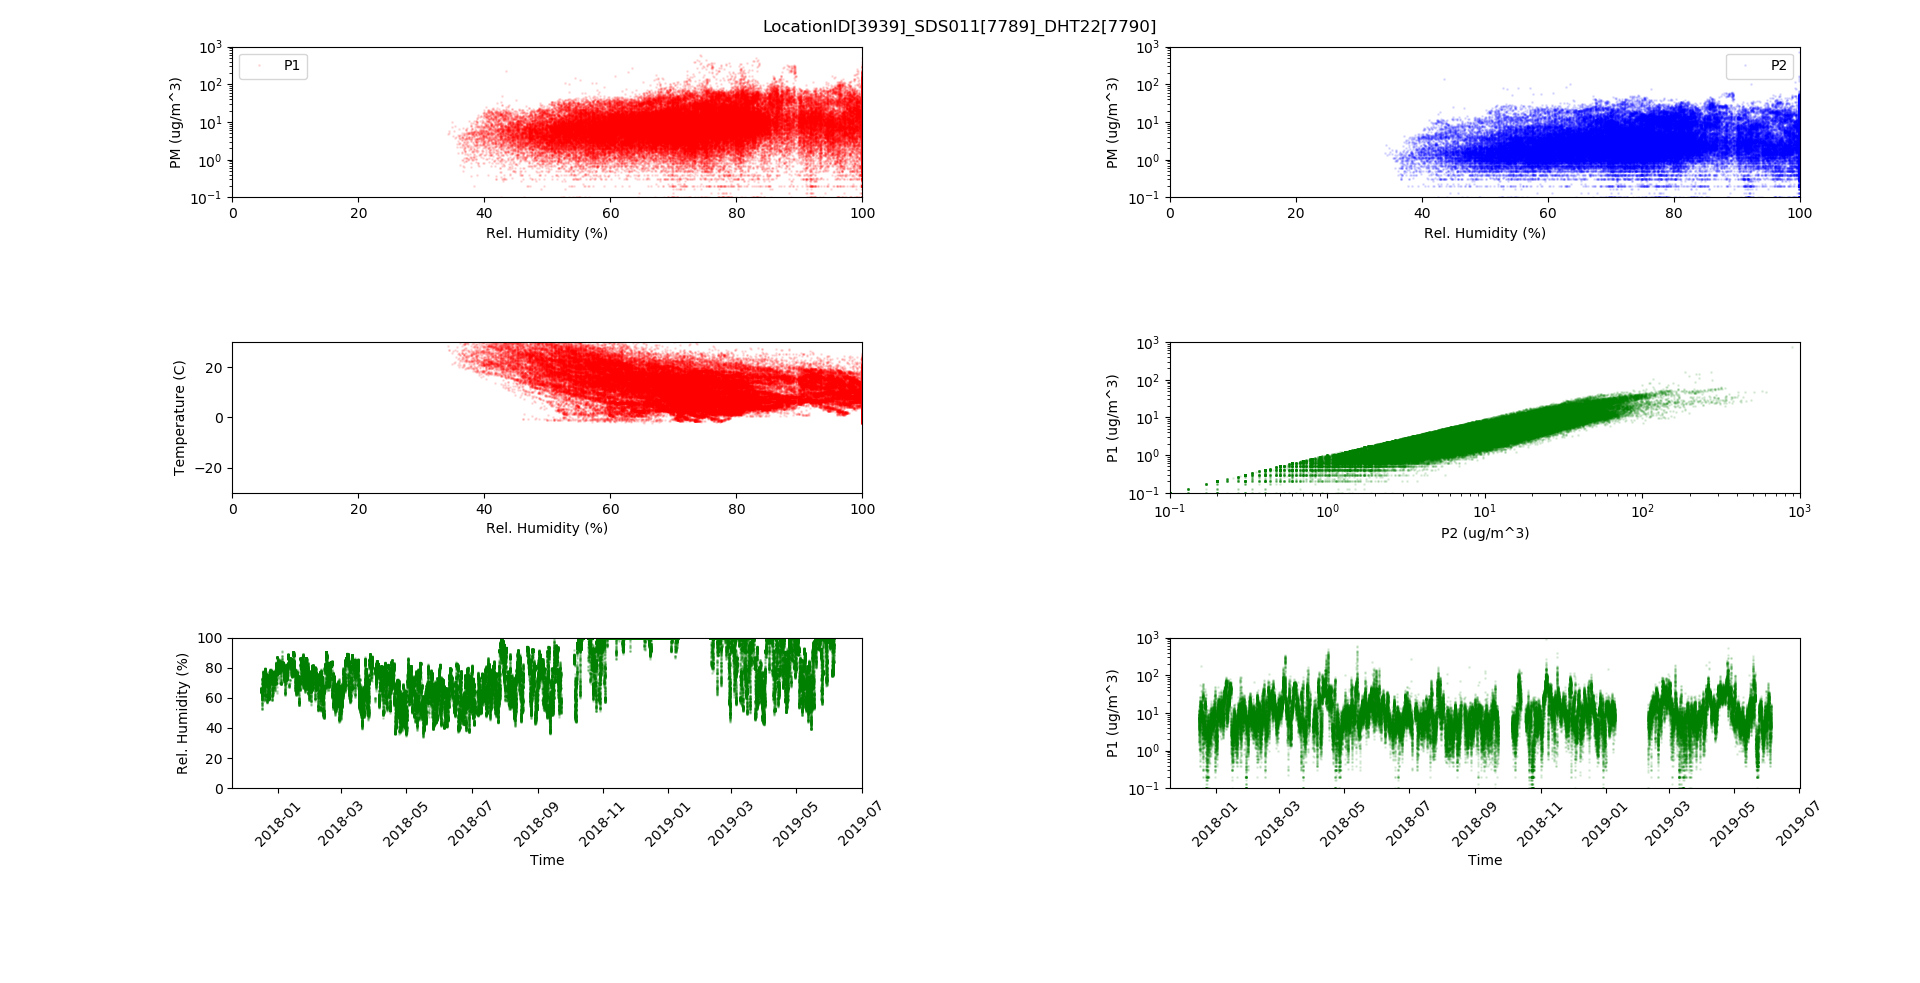 LocationID[3939]_SDS011[7789]_DHT22[7790]
PM (ug/m^3)
10^3
10^2
10^1
10^0
10^-1
P1
0 20 40 60 80 100
Rel. Humidity (%)
PM (ug/m^3)
10^3
10^2
10^1
10^0
10^-1
P2
0 20 40 60 80 100
Rel. Humidity (%)
Temperature (C)
20
0
−20
0 20 40 60 80 100
Rel. Humidity (%)
P1 (ug/m^3)
10^3
10^2
10^1
10^0
10^-1
10^-1 10^0 10^1 10^2 10^3
P2 (ug/m^3)
Rel. Humidity (%)
100
80
60
40
20
0
2018-01 2018-03 2018-05 2018-07 2018-09 2018-11 2019-01 2019-03 2019-05 2019-07
Time
P1 (ug/m^3)
10^3
10^2
10^1
10^0
10^-1
2018-01 2018-03 2018-05 2018-07 2018-09 2018-11 2019-01 2019-03 2019-05 2019-07
Time